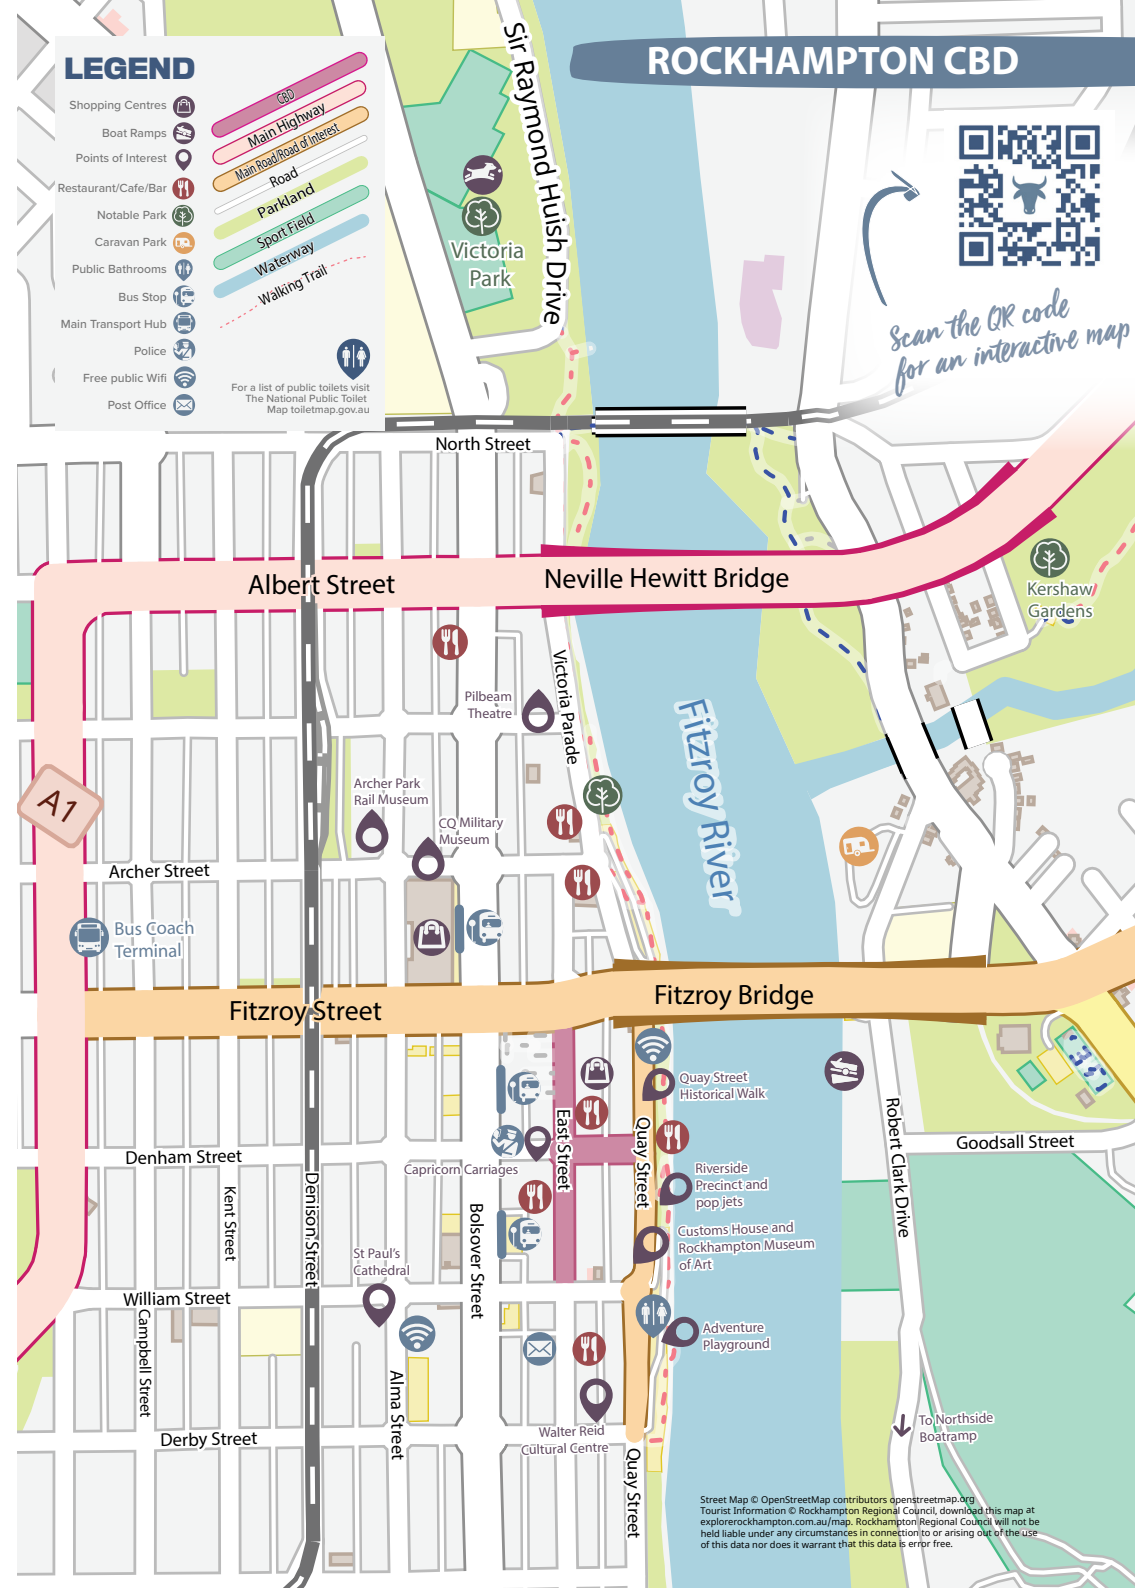 ROCKHAMPTON CBD
LEGEND
Shopping Centres
Boat Ramps
Points of Interest
Restaurant/Cafe/Bar
Notable Park
Caravan Park
Public Bathrooms
Bus Stop
Main Transport Hub
Police
Free public Wifi
Post Office
CBD
Main Highway
Main Road/Road of Interest
Road
Parkland
Sport Field
Waterway
Walking Trail
For a list of public toilets visit
The National Public Toilet
Map toiletmap.gov.au
Sir Raymond Huish Drive
Victoria
Park
Scan the QR code
for an interactive map
North Street
Albert Street
Neville Hewitt Bridge
Kershaw
Gardens
Victoria Parade
Pilbeam
Theatre
Fitzroy River
A1
Archer Park
Rail Museum
CQ Military
Museum
Archer Street
Bus Coach
Terminal
Fitzroy Street
Fitzroy Bridge
Quay Street
Historical Walk
East Street
Quay Street
Robert Clark Drive
Goodsall Street
Denham Street
Capricorn Carriages
Riverside
Precinct and
pop jets
Kent Street
Denison Street
Bolsover Street
Customs House and
Rockhampton Museum
of Art
St Paul's
Cathedral
William Street
Campbell Street
Adventure
Playground
Alma Street
Walter Reid
Cultural Centre
Derby Street
Quay Street
To Northside
Boatramp
Street Map © OpenStreetMap contributors openstreetmap.org
Tourist Information © Rockhampton Regional Council, download this map at
explorerockhampton.com.au/map. Rockhampton Regional Council will not be
held liable under any circumstances in connection to or arising out of the use
of this data nor does it warrant that this data is error free.